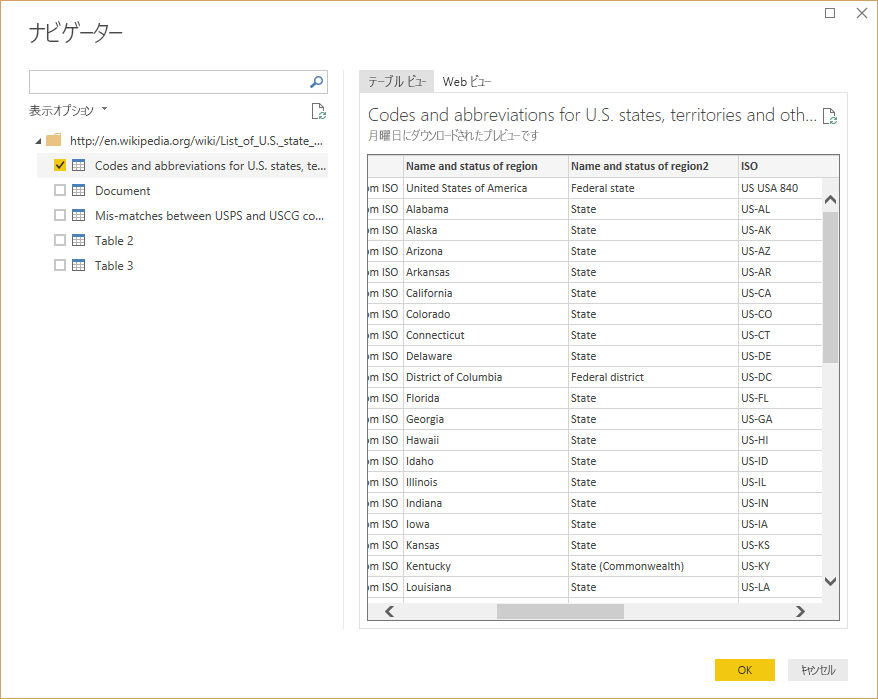 ナビゲーター
表示オプション
http://en.wikipedia.org/wiki/List_of_U.S._state_...
Codes and abbreviations for U.S. states, te...
Document
Mis-matches between USPS and USCG co...
Table 2
Table 3
テーブル ビュー Web ビュー
Codes and abbreviations for U.S. states, territories and oth...
月曜日にダウンロードされたプレビューです
Name and status of region Name and status of region2 ISO
om ISO United States of America Federal state US USA 840
om ISO Alabama State US-AL
om ISO Alaska State US-AK
om ISO Arizona State US-AZ
om ISO Arkansas State US-AR
om ISO California State US-CA
om ISO Colorado State US-CO
om ISO Connecticut State US-CT
om ISO Delaware State US-DE
om ISO District of Columbia Federal district US-DC
om ISO Florida State US-FL
om ISO Georgia State US-GA
om ISO Hawaii State US-HI
om ISO Idaho State US-ID
om ISO Illinois State US-IL
om ISO Indiana State US-IN
om ISO Iowa State US-IA
om ISO Kansas State US-KS
om ISO Kentucky State (Commonwealth) US-KY
om ISO Louisiana State US-LA
OK キャンセル